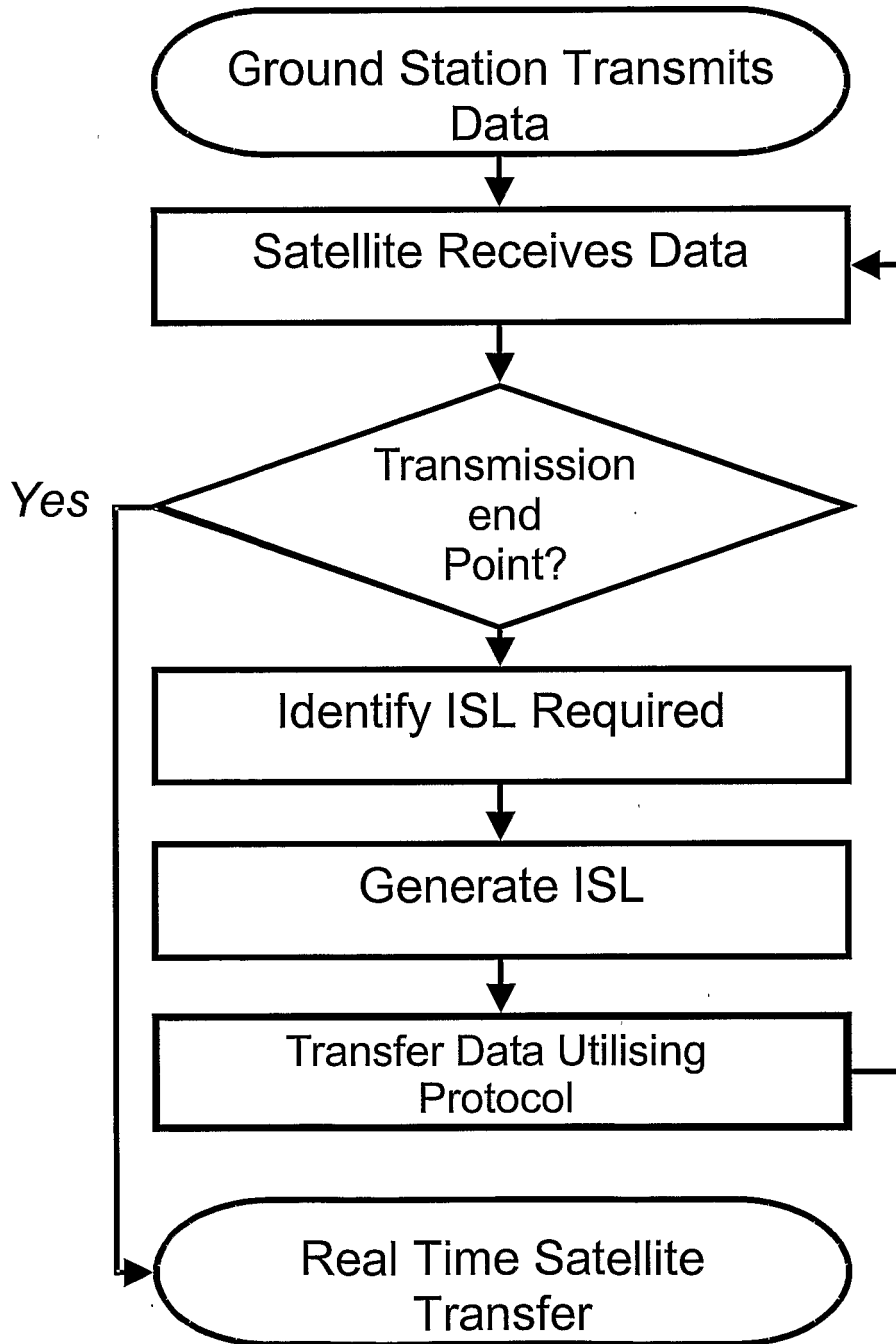 Ground Station Transmits
Data
Satellite Receives Data
Transmission
end
Point?
Yes
Identify ISL Required
Generate ISL
Transfer Data Utilising
Protocol
Real Time Satellite
Transfer